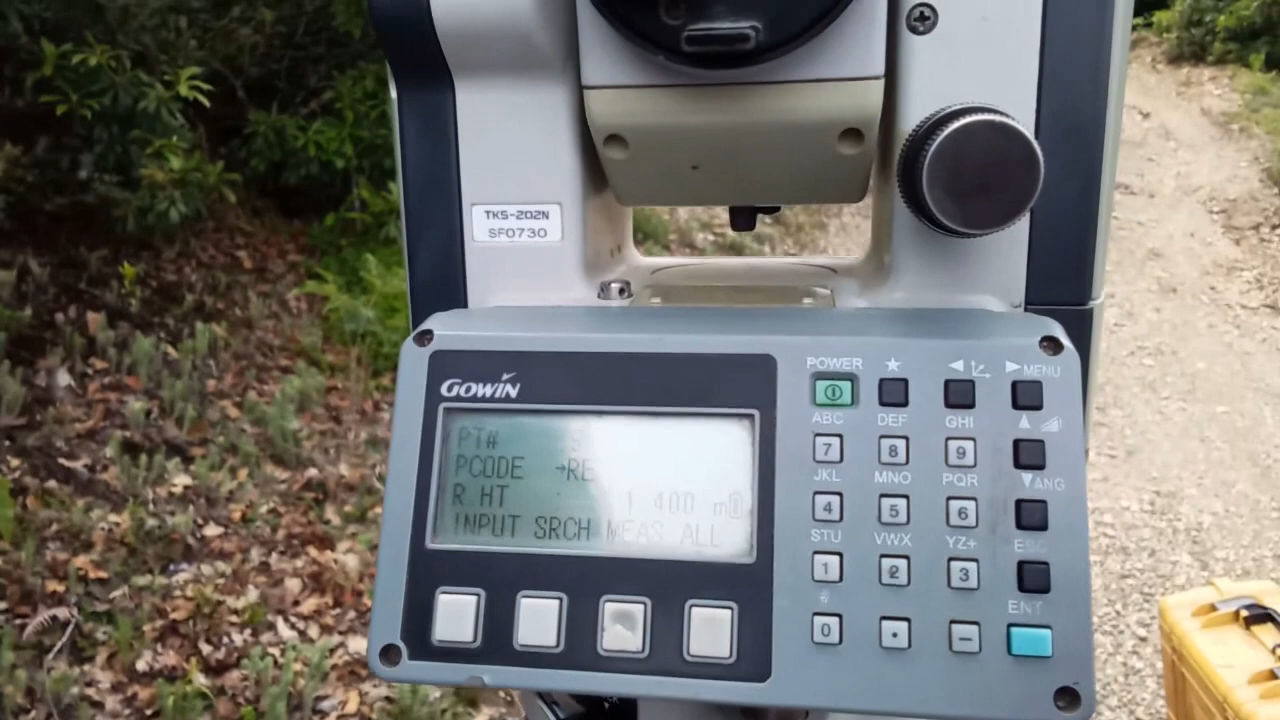 TKS-202N
SF0730
GOWIN
PT#
PCODE →RE
R.HT : 1.400 m
INPUT SRCH MEAS ALL
POWER ★ ◀ ▶ MENU
ABC DEF GHI ▲
7 8 9
JKL MNO PQR ▼ANG
4 5 6
STU VWX YZ+ ESC
1 2 3
ENT
0 . −